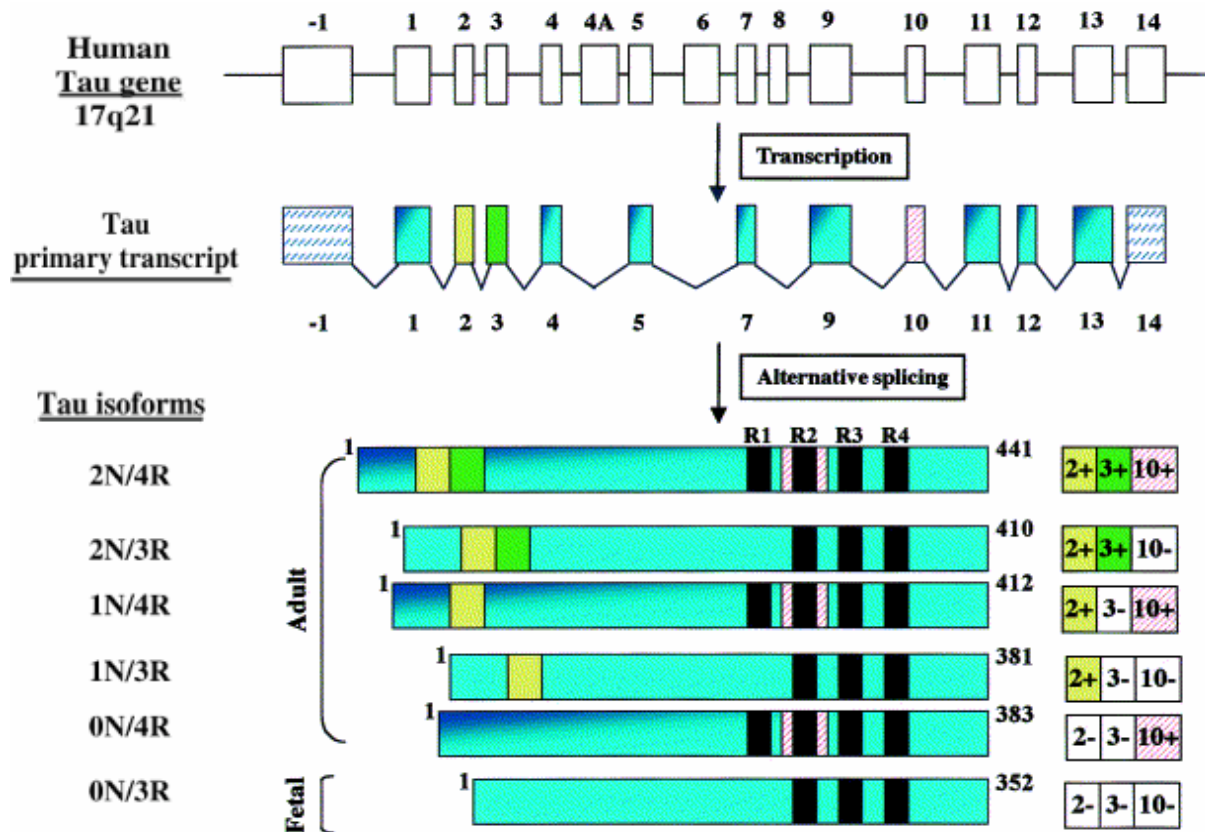 -1 1 2 3 4 4A 5 6 7 8 9 10 11 12 13 14
Human
Tau gene
17q21
Transcription
Tau
primary transcript
-1 1 2 3 4 5 7 9 10 11 12 13 14
Alternative splicing
Tau isoforms
R1 R2 R3 R4
2N/4R 1 441 2+ 3+ 10+
2N/3R 1 410 2+ 3+ 10-
1N/4R 1 412 2+ 3- 10+
1N/3R 1 381 2+ 3- 10-
0N/4R 1 383 2- 3- 10+
0N/3R 1 352 2- 3- 10-
Adult
Fetal